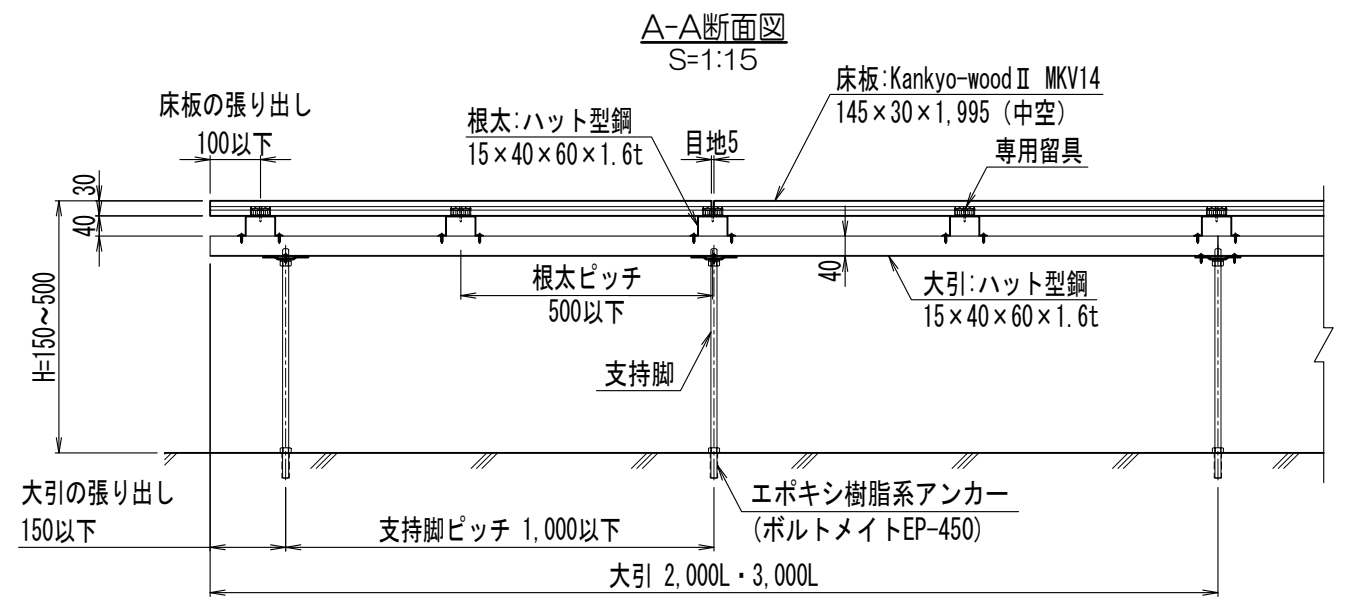 A-A断面図
S=1:15
床板:Kankyo-woodⅡ MKV14
145×30×1,995 (中空)
床板の張り出し
100以下
根太:ハット型鋼
15×40×60×1.6t
目地5
専用留具
30
40
40
根太ピッチ
500以下
大引:ハット型鋼
15×40×60×1.6t
H=150~500
支持脚
大引の張り出し
150以下
支持脚ピッチ 1,000以下
エポキシ樹脂系アンカー
(ボルトメイトEP-450)
大引 2,000L・3,000L